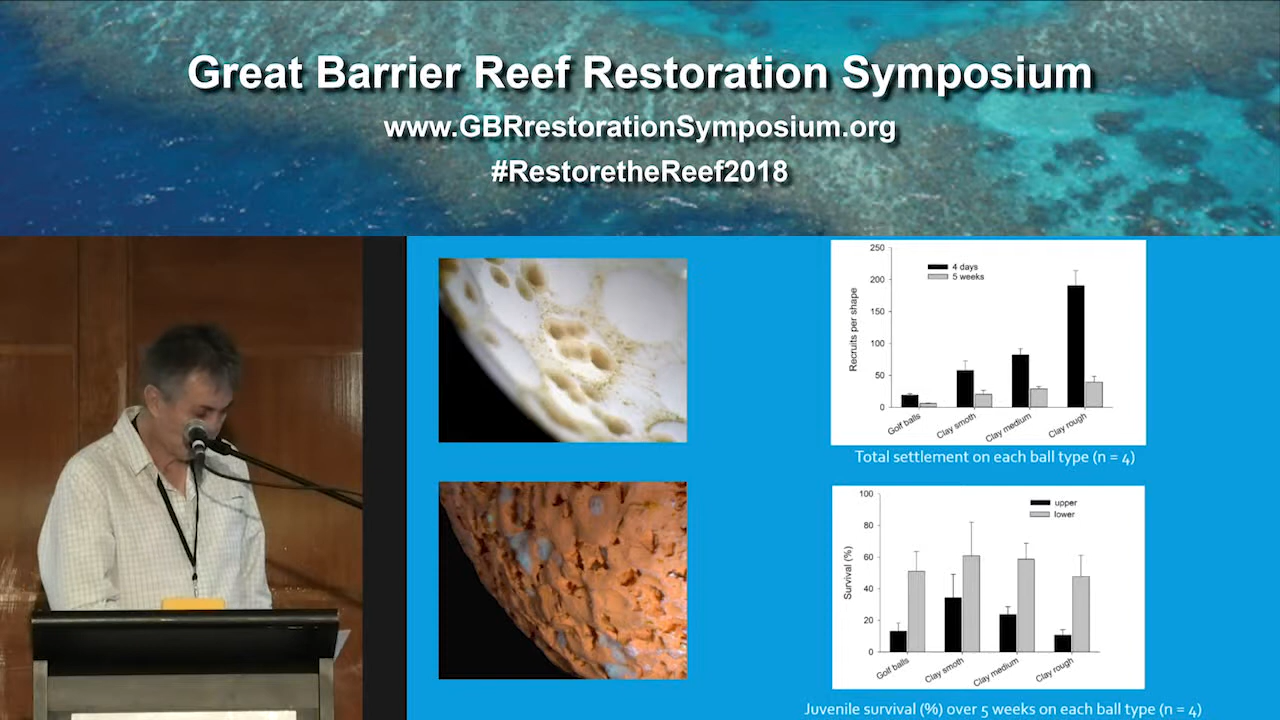 Great Barrier Reef Restoration Symposium
www.GBRrestorationSymposium.org
#RestoretheReef2018
250
200
150
100
50
0
Recruits per shape
4 days
5 weeks
Golf balls
Clay smoth
Clay medium
Clay rough
Total settlement on each ball type (n = 4)
100
80
60
40
20
0
Survival (%)
upper
lower
Golf balls
Clay smoth
Clay medium
Clay rough
Juvenile survival (%) over 5 weeks on each ball type (n = 4)